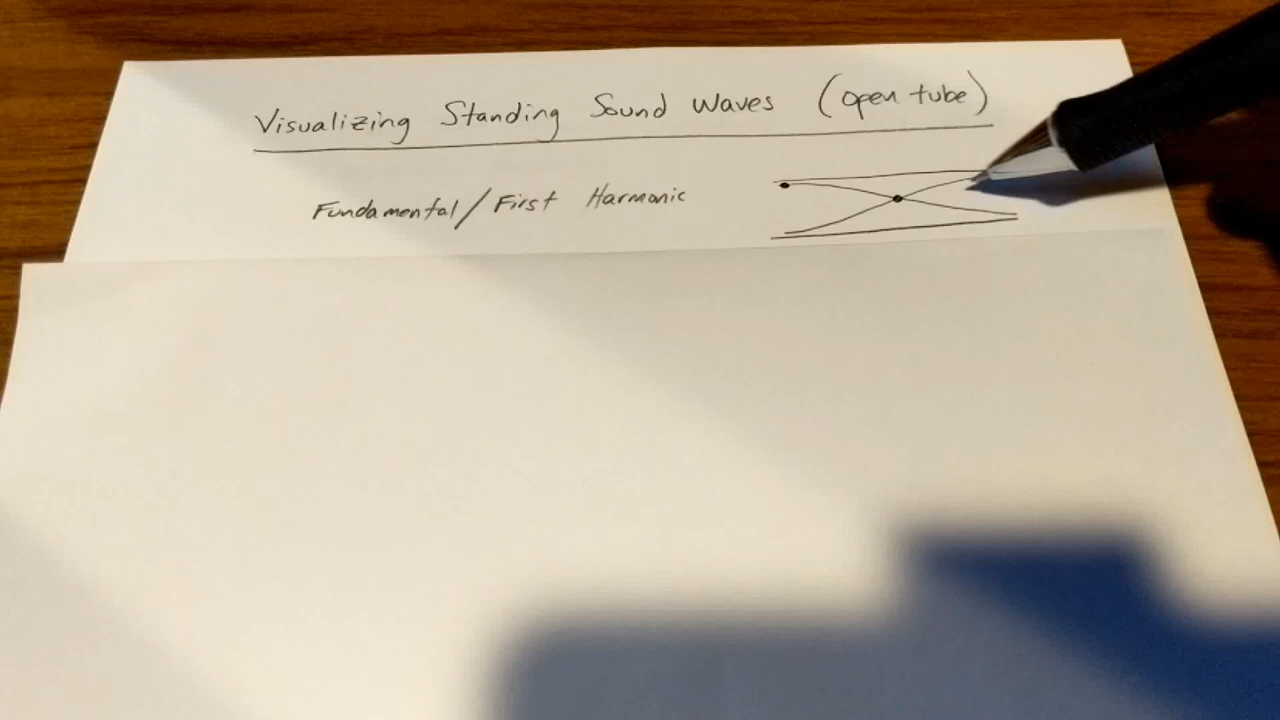 Visualizing Standing Sound Waves (open tube)
Fundamental/First Harmonic